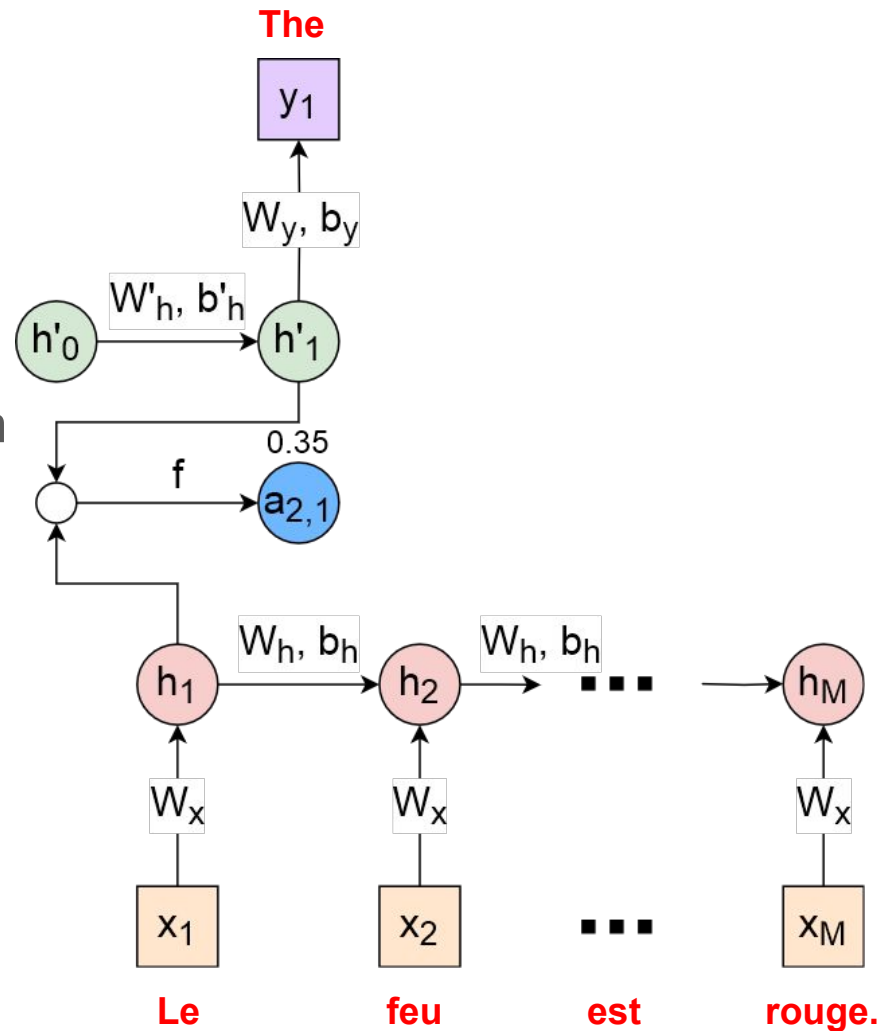 The
y₁
Wy, by
W'h, b'h
h'₀ h'₁
0.35
f a₂,₁
Wh, bh Wh, bh
h₁ h₂ ... hM
Wx Wx Wx
x₁ x₂ ... xM
Le feu est rouge.